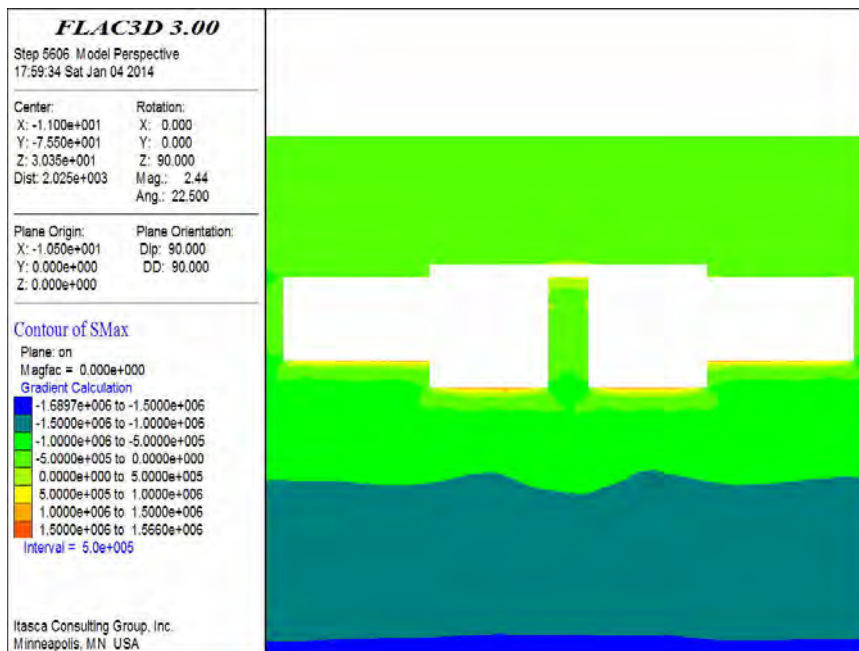 FLAC3D 3.00
Step 5606 Model Perspective
17:59:34 Sat Jan 04 2014
Center: Rotation:
X: -1.100e+001 X: 0.000
Y: -7.550e+001 Y: 0.000
Z: 3.035e+001 Z: 90.000
Dist: 2.025e+003 Mag.: 2.44
Ang.: 22.500
Plane Origin: Plane Orientation:
X: -1.050e+001 Dip: 90.000
Y: 0.000e+000 DD: 90.000
Z: 0.000e+000
Contour of SMax
Plane: on
Magfac = 0.000e+000
Gradient Calculation
-1.6897e+006 to -1.5000e+006
-1.5000e+006 to -1.0000e+006
-1.0000e+006 to -5.0000e+005
-5.0000e+005 to 0.0000e+000
0.0000e+000 to 5.0000e+005
5.0000e+005 to 1.0000e+006
1.0000e+006 to 1.5000e+006
1.5000e+006 to 1.5660e+006
Interval = 5.0e+005
Itasca Consulting Group, Inc.
Minneapolis, MN USA